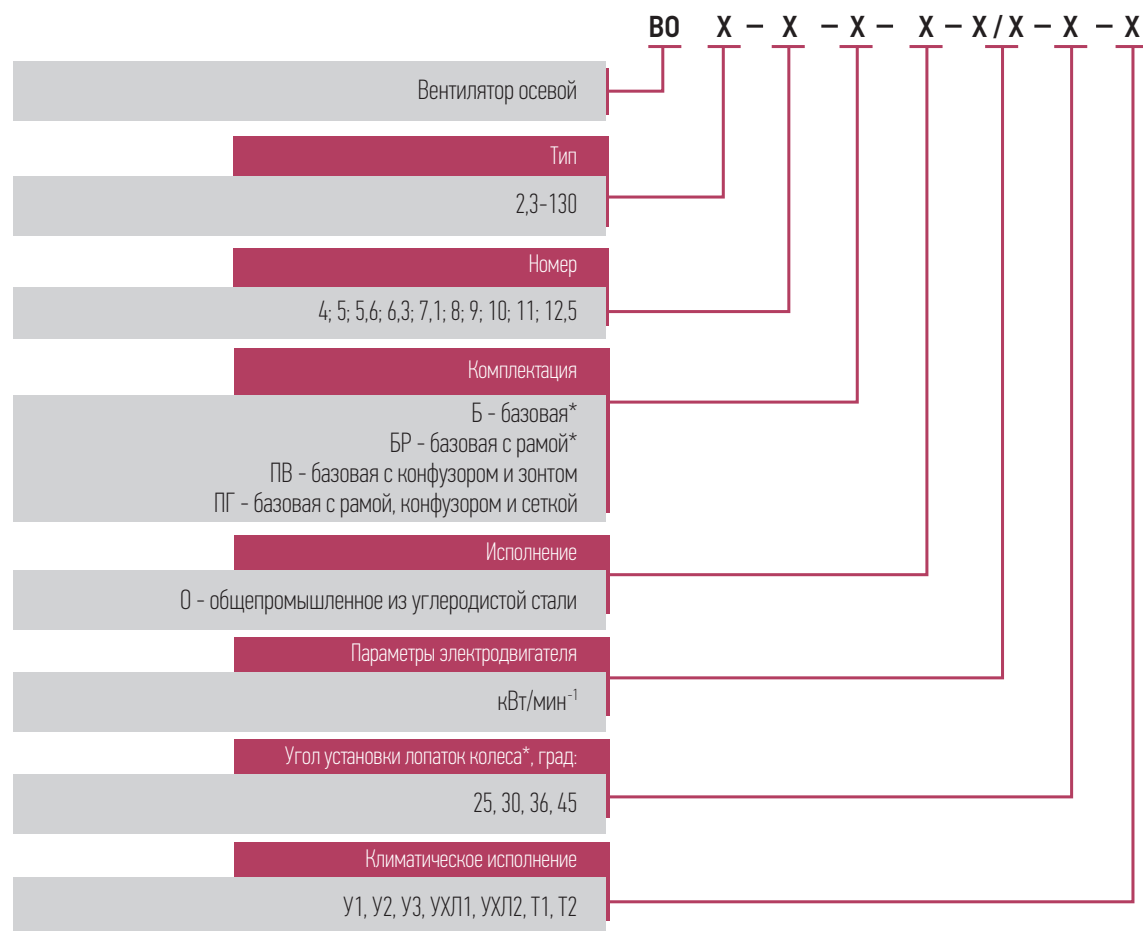 ВО Х – Х – Х – Х – Х / Х – Х – Х
Вентилятор осевой
Тип
2,3-130
Номер
4; 5; 5,6; 6,3; 7,1; 8; 9; 10; 11; 12,5
Комплектация
Б - базовая*
БР - базовая с рамой*
ПВ - базовая с конфузором и зонтом
ПГ - базовая с рамой, конфузором и сеткой
Исполнение
О - общепромышленное из углеродистой стали
Параметры электродвигателя
кВт/мин⁻¹
Угол установки лопаток колеса*, град:
25, 30, 36, 45
Климатическое исполнение
У1, У2, У3, УХЛ1, УХЛ2, Т1, Т2